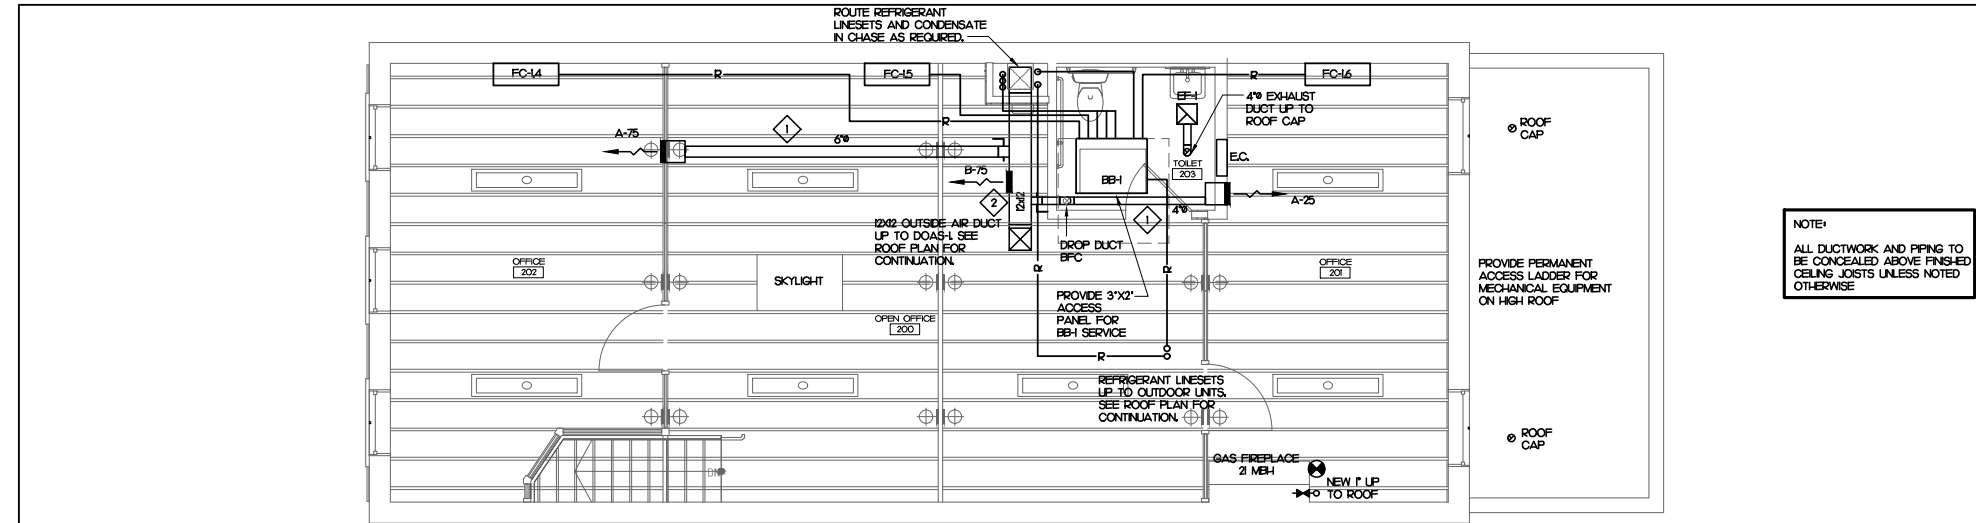 ROUTE REFRIGERANT
LINESETS AND CONDENSATE
IN CHASE AS REQUIRED.
FC-1.4
R
FC-1.5
R
FC-1.6
R
EF-1
4"Ø EXHAUST
DUCT UP TO
ROOF CAP
ROOF
CAP
A-75
1
6"Ø
B-75
2
12x12
BB-1
TOILET
203
E.C.
A-25
4"Ø
1
12X12 OUTSIDE AIR DUCT
UP TO DOAS-1. SEE
ROOF PLAN FOR
CONTINUATION.
DROP DUCT
BFC
NOTE:
ALL DUCTWORK AND PIPING TO
BE CONCEALED ABOVE FINISHED
CEILING JOISTS UNLESS NOTED
OTHERWISE
OFFICE
202
SKYLIGHT
R
R
OFFICE
201
PROVIDE PERMANENT
ACCESS LADDER FOR
MECHANICAL EQUIPMENT
ON HIGH ROOF
PROVIDE 3'X2'
ACCESS
PANEL FOR
BB-1 SERVICE
OPEN OFFICE
200
R
REFRIGERANT LINESETS
UP TO OUTDOOR UNITS.
SEE ROOF PLAN FOR
CONTINUATION.
ROOF
CAP
DN
GAS FIREPLACE
21 MBH
NEW 1" UP
TO ROOF